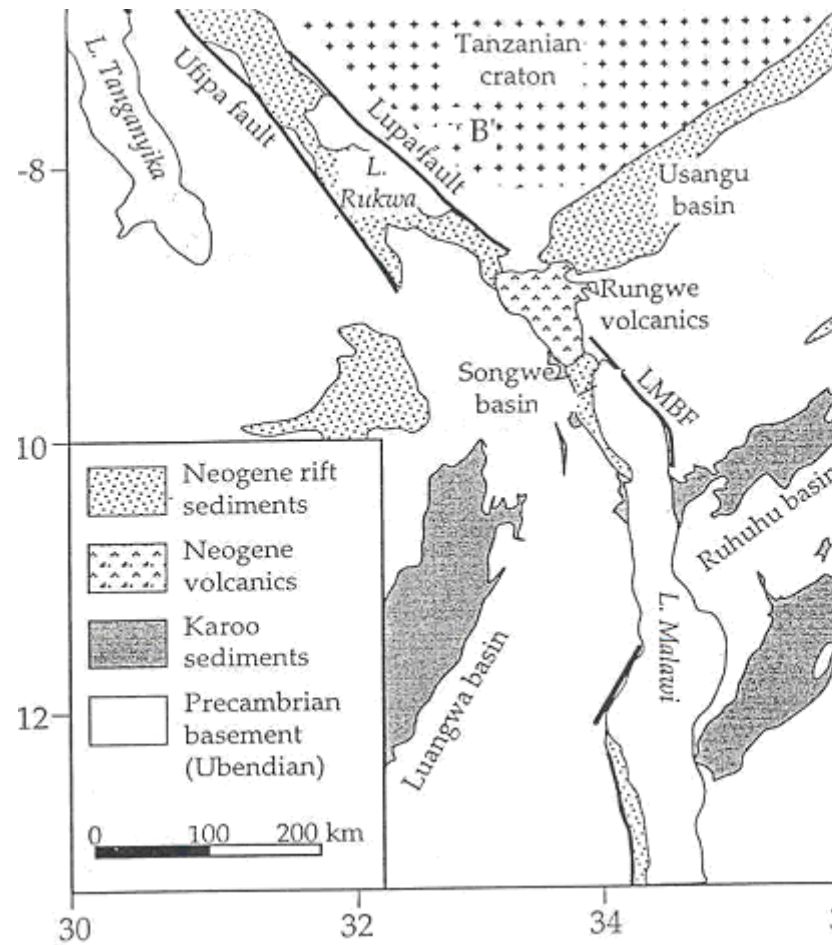 L. Tanganyika
Ufipa fault
Lupa fault
Tanzanian
craton
B'
-8
L.
Rukwa
Usangu
basin
Rungwe
volcanics
Songwe
basin
LMBF
10
Ruhuhu basin
Neogene rift
sediments
Neogene
volcanics
Karoo
sediments
Precambrian
basement
(Ubendian)
Luangwa basin
L. Malawi
12
0 100 200 km
30 32 34